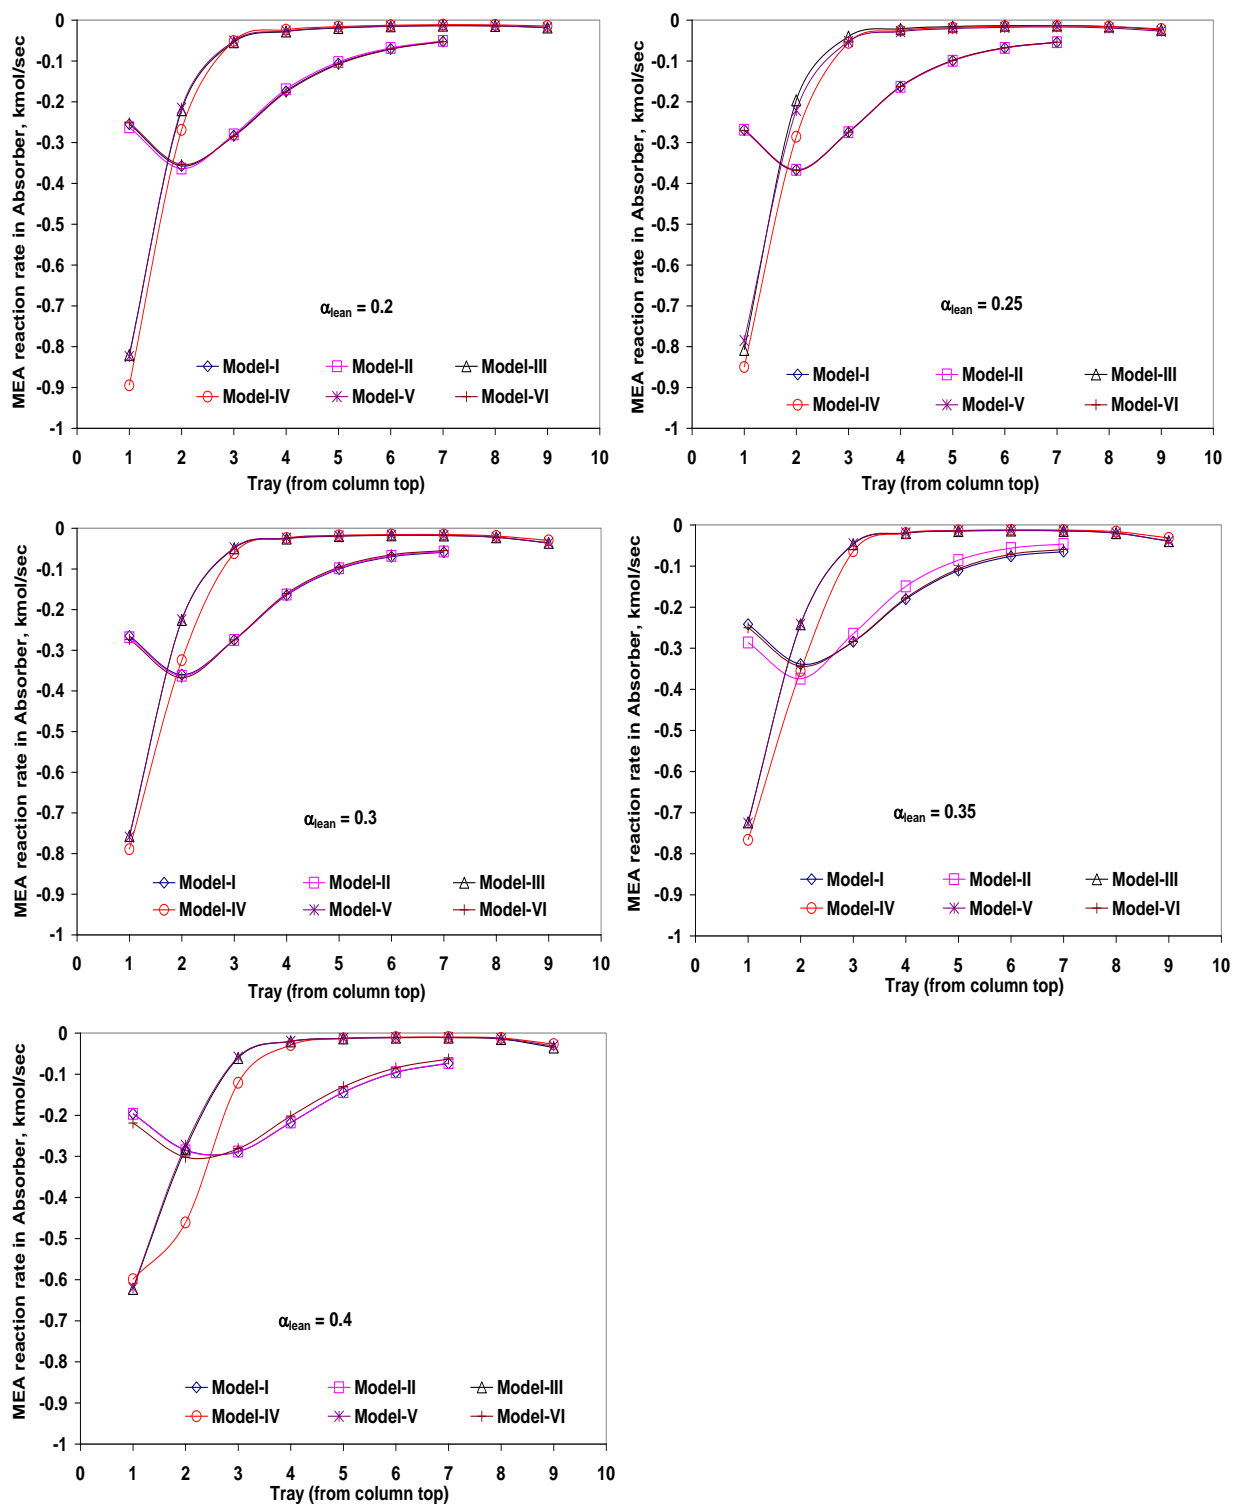 MEA reaction rate in Absorber, kmol/sec
0
-0.1
-0.2
-0.3
-0.4
-0.5
-0.6
-0.7
-0.8
-0.9
-1
αlean = 0.2
Model-I Model-II Model-III
Model-IV Model-V Model-VI
0 1 2 3 4 5 6 7 8 9 10
Tray (from column top)
MEA reaction rate in Absorber, kmol/sec
0
-0.1
-0.2
-0.3
-0.4
-0.5
-0.6
-0.7
-0.8
-0.9
-1
αlean = 0.25
Model-I Model-II Model-III
Model-IV Model-V Model-VI
0 1 2 3 4 5 6 7 8 9 10
Tray (from column top)
MEA reaction rate in Absorber, kmol/sec
0
-0.1
-0.2
-0.3
-0.4
-0.5
-0.6
-0.7
-0.8
-0.9
-1
αlean = 0.3
Model-I Model-II Model-III
Model-IV Model-V Model-VI
0 1 2 3 4 5 6 7 8 9 10
Tray (from column top)
MEA reaction rate in Absorber, kmol/sec
0
-0.1
-0.2
-0.3
-0.4
-0.5
-0.6
-0.7
-0.8
-0.9
-1
αlean = 0.35
Model-I Model-II Model-III
Model-IV Model-V Model-VI
0 1 2 3 4 5 6 7 8 9 10
Tray (from column top)
MEA reaction rate in Absorber, kmol/sec
0
-0.1
-0.2
-0.3
-0.4
-0.5
-0.6
-0.7
-0.8
-0.9
-1
αlean = 0.4
Model-I Model-II Model-III
Model-IV Model-V Model-VI
0 1 2 3 4 5 6 7 8 9 10
Tray (from column top)